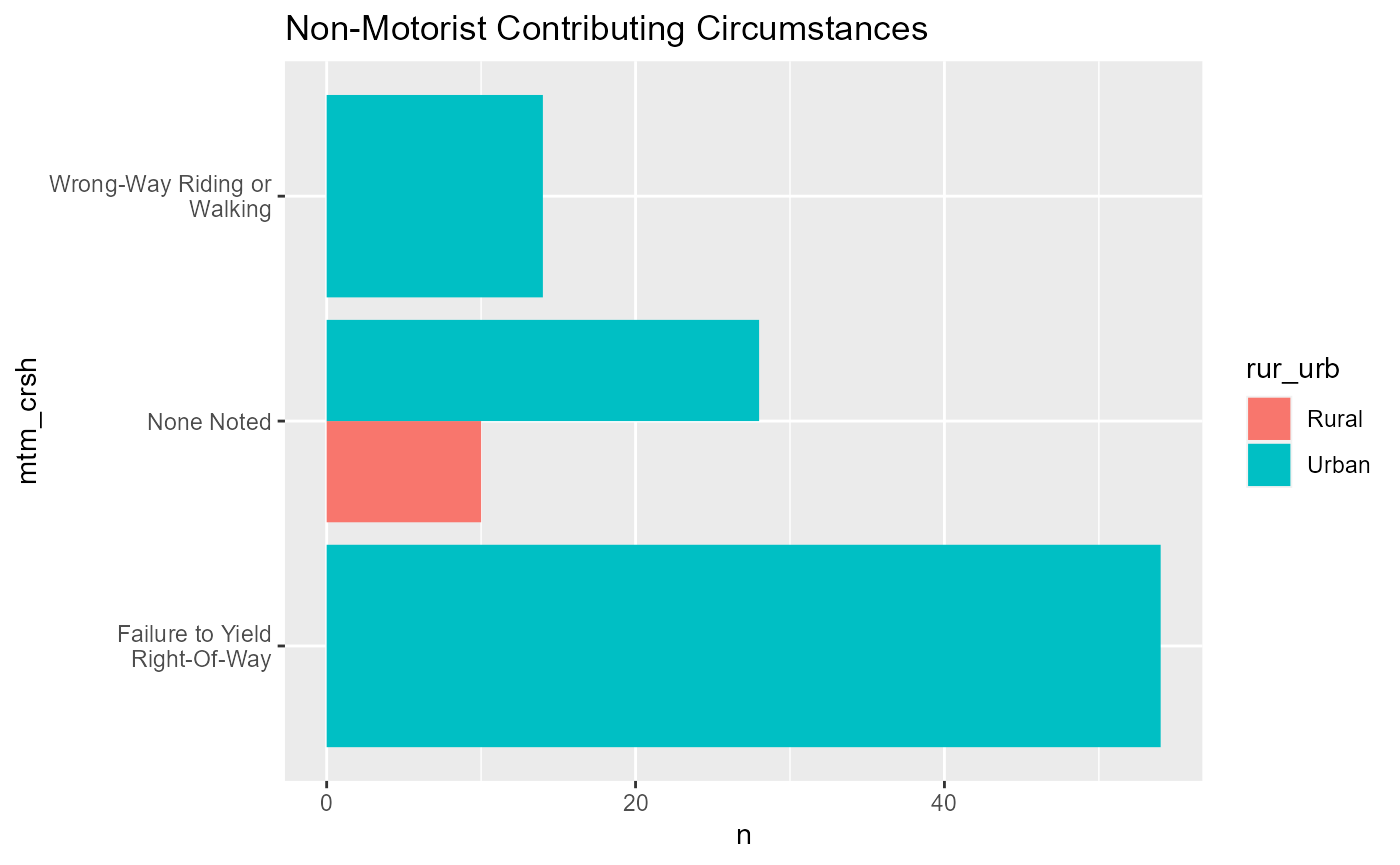 Non-Motorist Contributing Circumstances
Wrong-Way Riding or
Walking
None Noted
Failure to Yield
Right-Of-Way
mtm_crsh
0
20
40
n
rur_urb
Rural
Urban